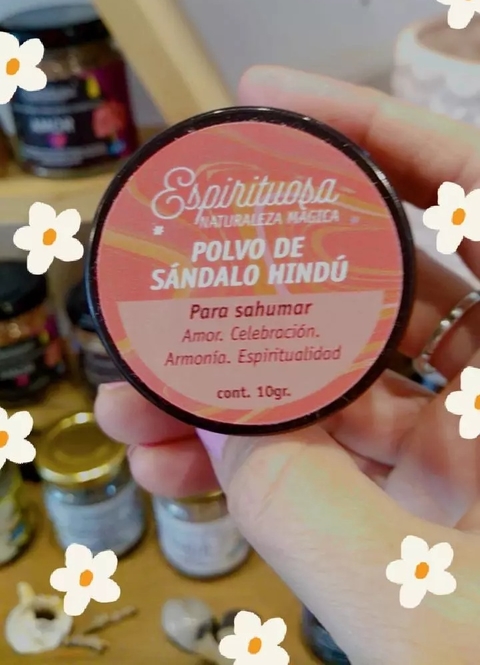 Espirituosa
NATURALEZA MÁGICA
POLVO DE
SÁNDALO HINDÚ
Para sahumar
Amor. Celebración.
Armonía. Espiritualidad
cont. 10gr.
AMOR